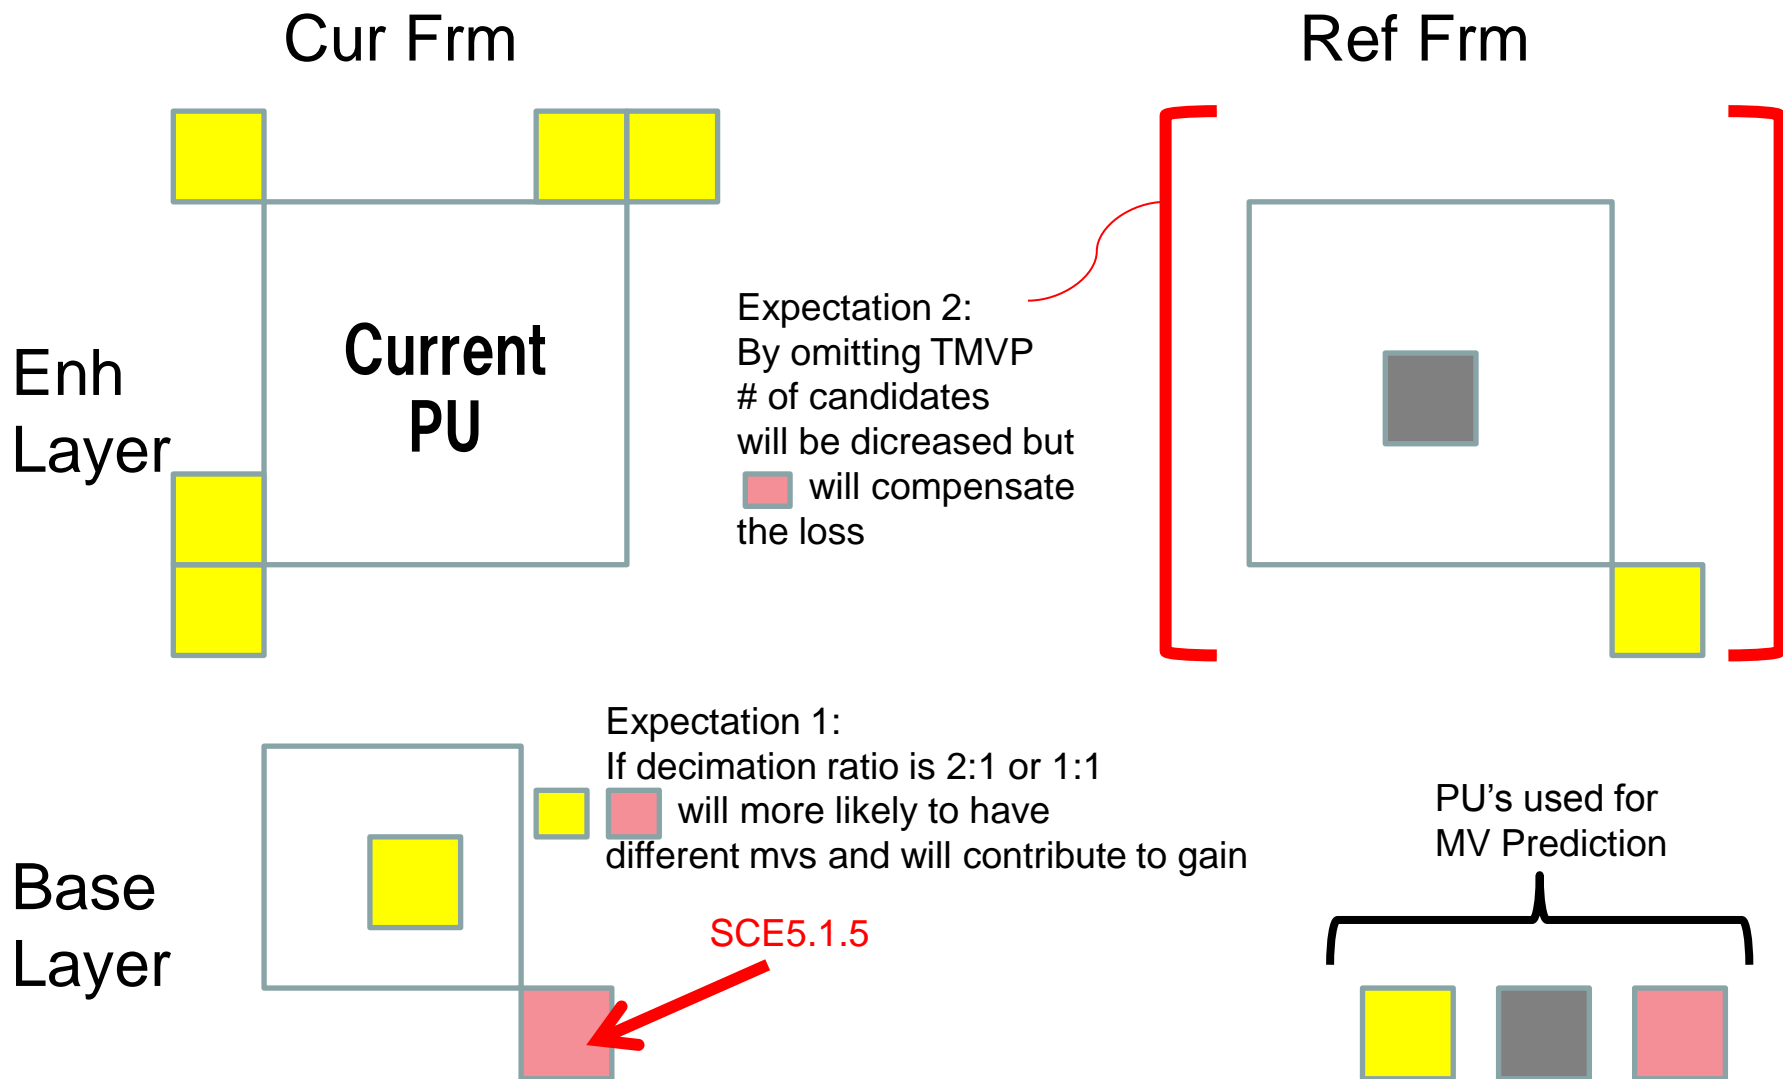 Cur Frm
Ref Frm
Enh
Layer
Current
PU
Expectation 2:
By omitting TMVP
# of candidates
will be dicreased but
will compensate
the loss
Expectation 1:
If decimation ratio is 2:1 or 1:1
will more likely to have
different mvs and will contribute to gain
Base
Layer
SCE5.1.5
PU’s used for
MV Prediction